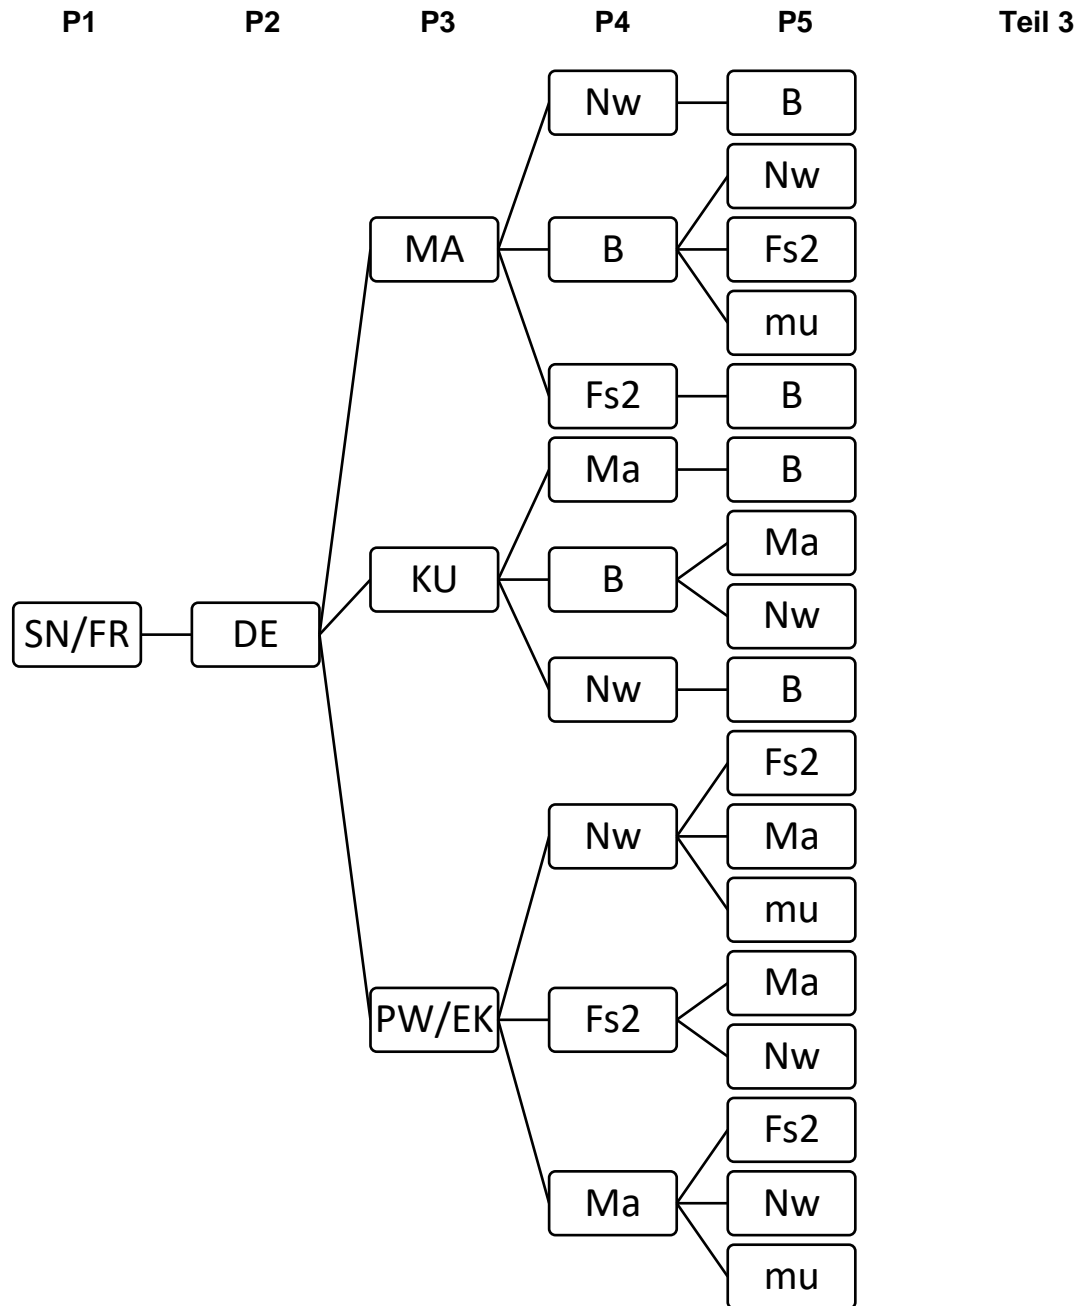 P1 P2 P3 P4 P5 Teil 3
Nw B
Nw
MA B Fs2
mu
Fs2 B
Ma B
Ma
KU B
Nw
SN/FR DE
Nw B
Fs2
Nw Ma
mu
Ma
PW/EK Fs2
Nw
Fs2
Ma Nw
mu